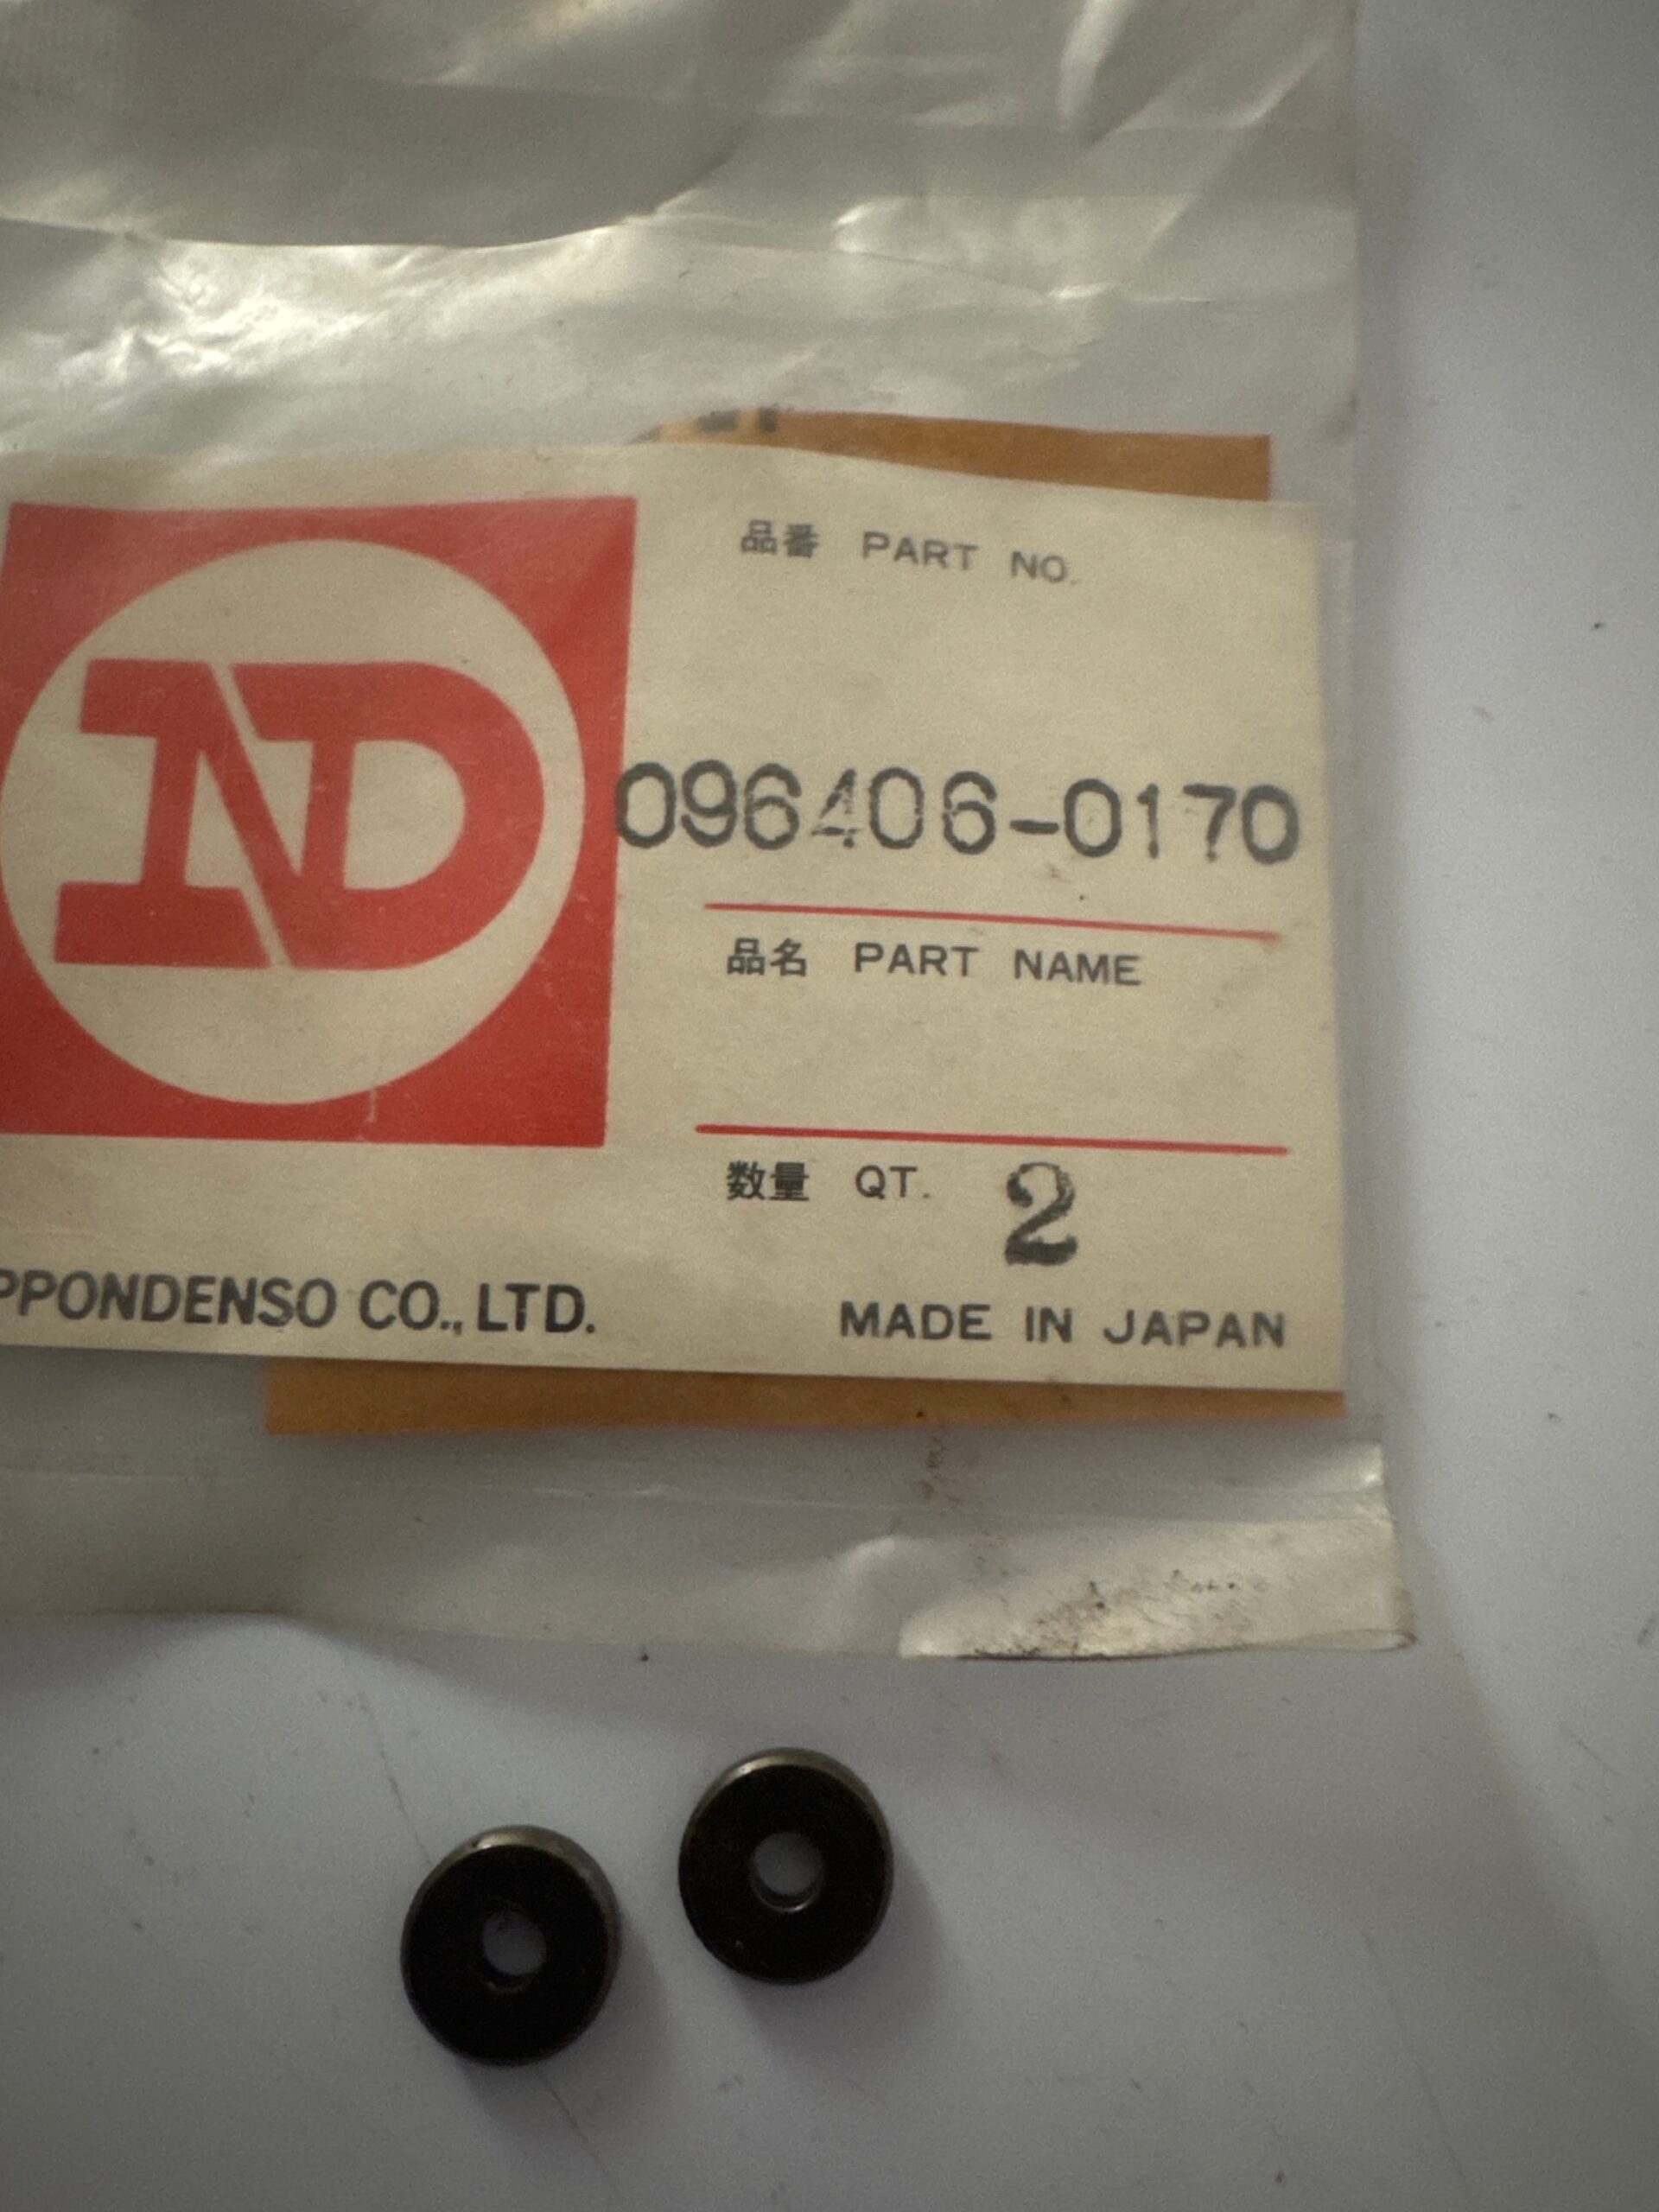 品番 PART NO.
ND
096406-0170
品名 PART NAME
数量 QT. 2
PPONDENSO CO., LTD.
MADE IN JAPAN